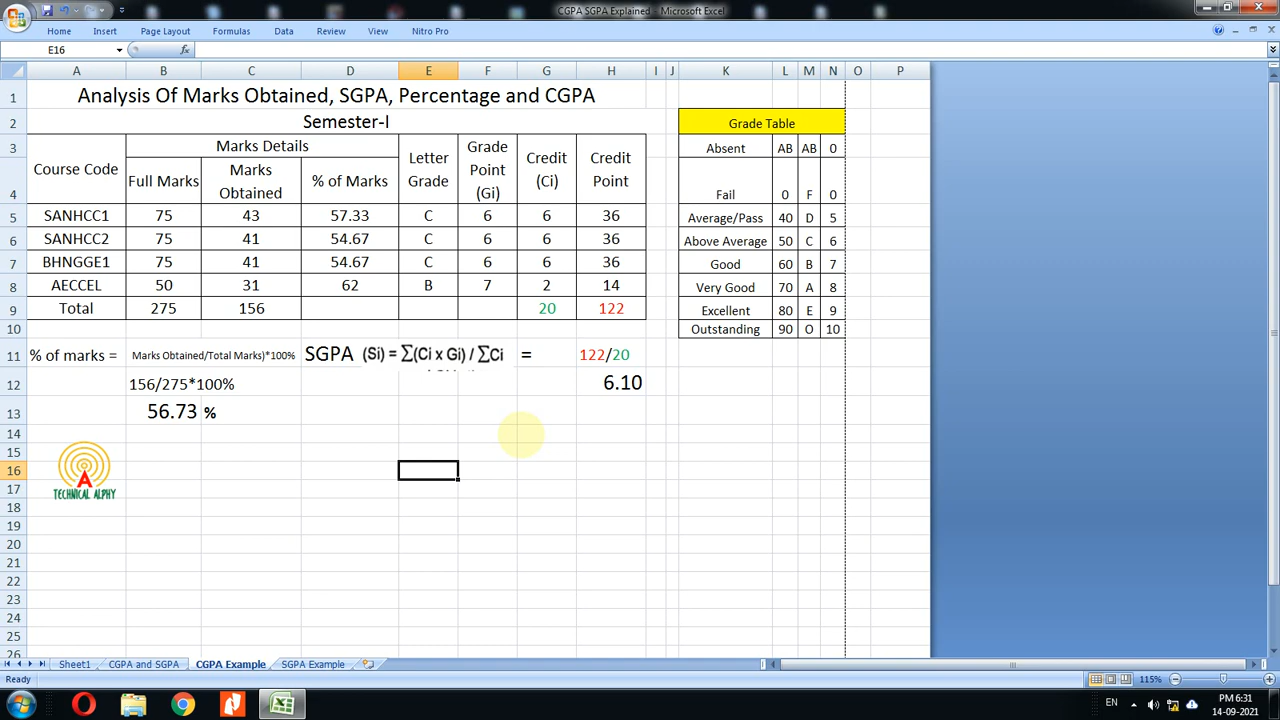 CGPA SGPA Explained - Microsoft Excel
Home Insert Page Layout Formulas Data Review View Nitro Pro
E16 fx
A B C D E F G H I J K L M N O P
1 Analysis Of Marks Obtained, SGPA, Percentage and CGPA
2 Semester-I Grade Table
3 Course Code Marks Details Letter Grade Grade Point (Gi) Credit (Ci) Credit Point Absent AB AB 0
4 Full Marks Marks Obtained % of Marks Fail 0 F 0
5 SANHCC1 75 43 57.33 C 6 6 36 Average/Pass 40 D 5
6 SANHCC2 75 41 54.67 C 6 6 36 Above Average 50 C 6
7 BHNGGE1 75 41 54.67 C 6 6 36 Good 60 B 7
8 AECCEL 50 31 62 B 7 2 14 Very Good 70 A 8
9 Total 275 156 20 122 Excellent 80 E 9
10 Outstanding 90 O 10
11 % of marks = Marks Obtained/Total Marks)*100% SGPA (Si) = ∑(Ci x Gi) / ∑Ci = 122/20
12 156/275*100% 6.10
13 56.73 %
14
15
16
A
17 TECHNICAL ALPHY
18
19
20
21
22
23
24
25
26
Sheet1 CGPA and SGPA CGPA Example SGPA Example
Ready 115%
EN PM 6:31
14-09-2021